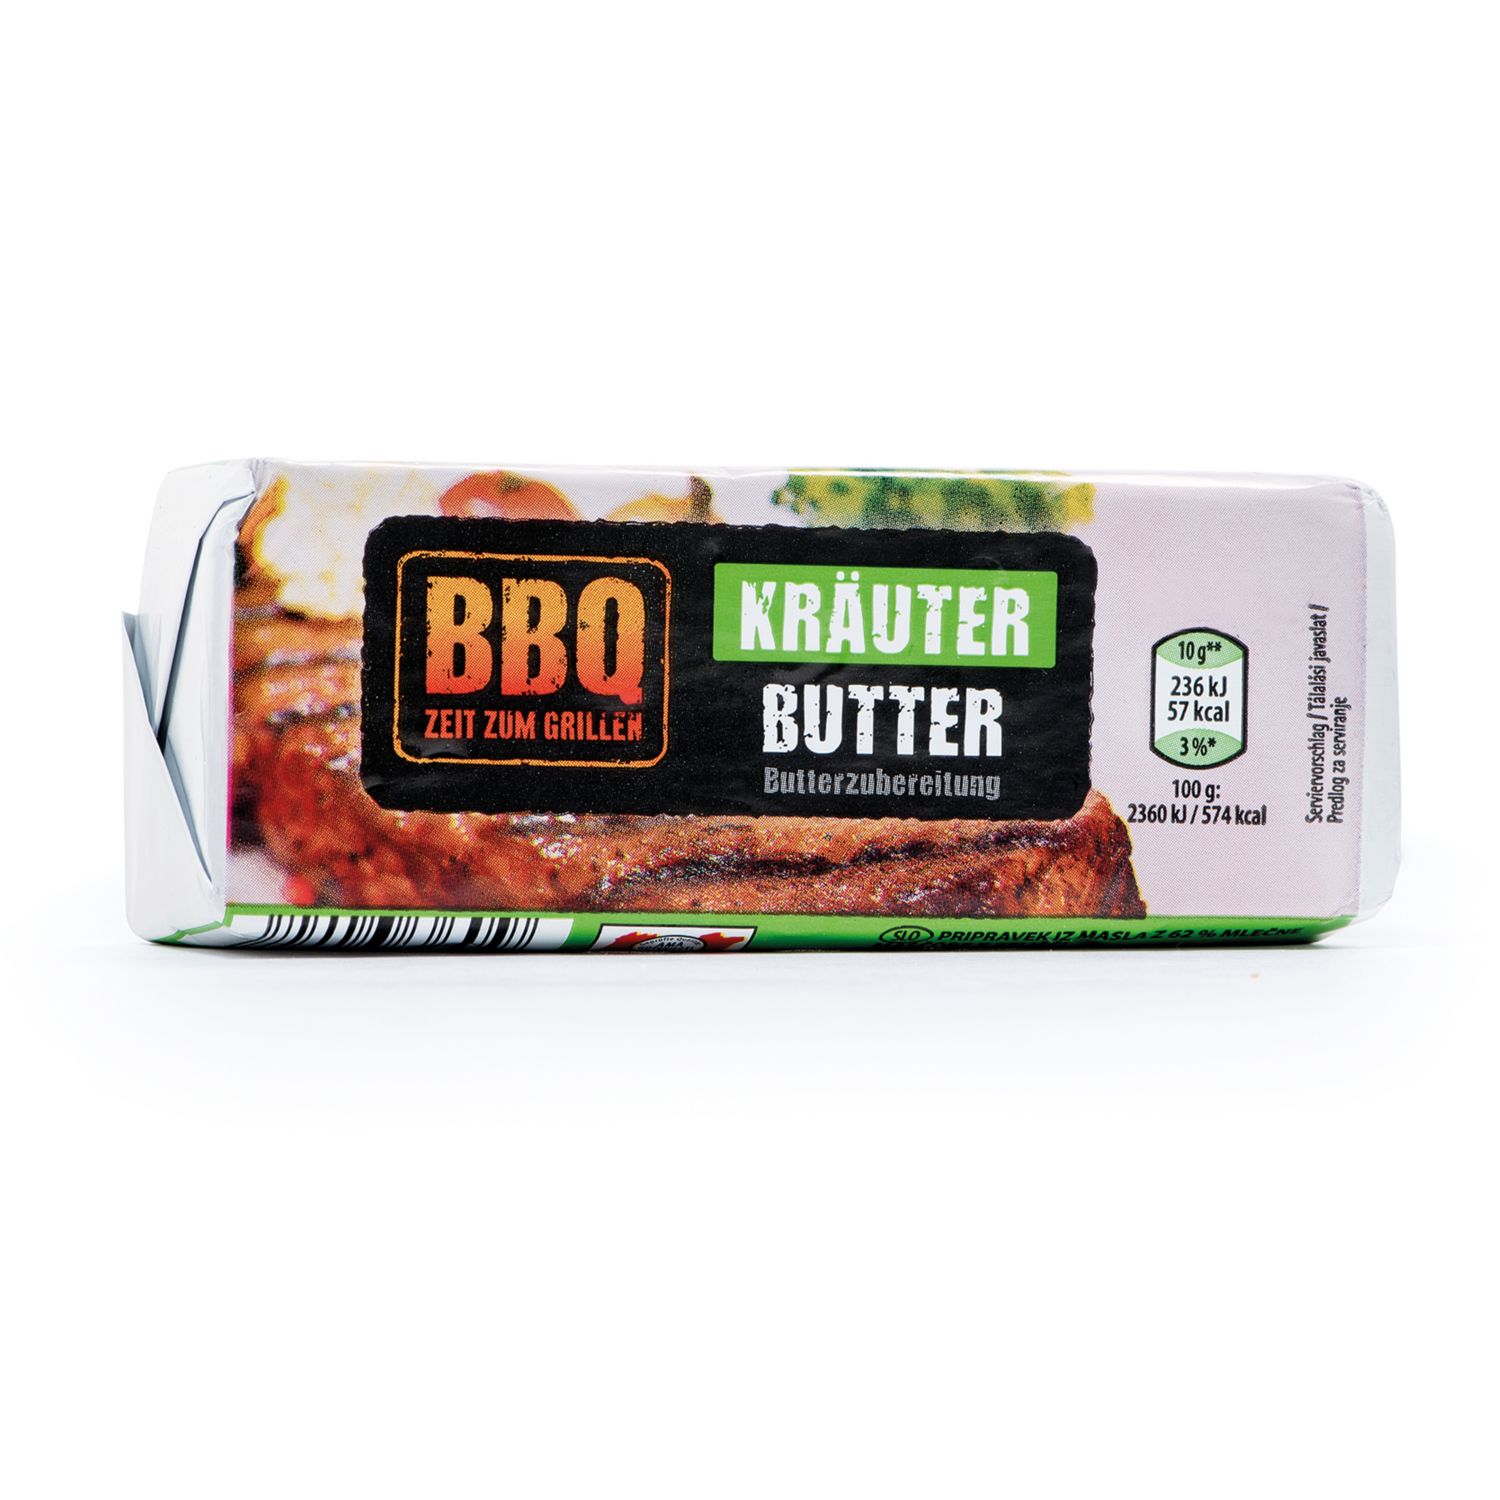 BBQ
ZEIT ZUM GRILLEN
KRÄUTER
BUTTER
Butterzubereitung
10 g**
236 kJ
57 kcal
3%*
100 g:
2360 kJ / 574 kcal
Serviervorschlag / Tálalási javaslat /
Predlog za serviranje
SLO PRIPRAVEK IZ MASLA Z 62 % MLEČNE